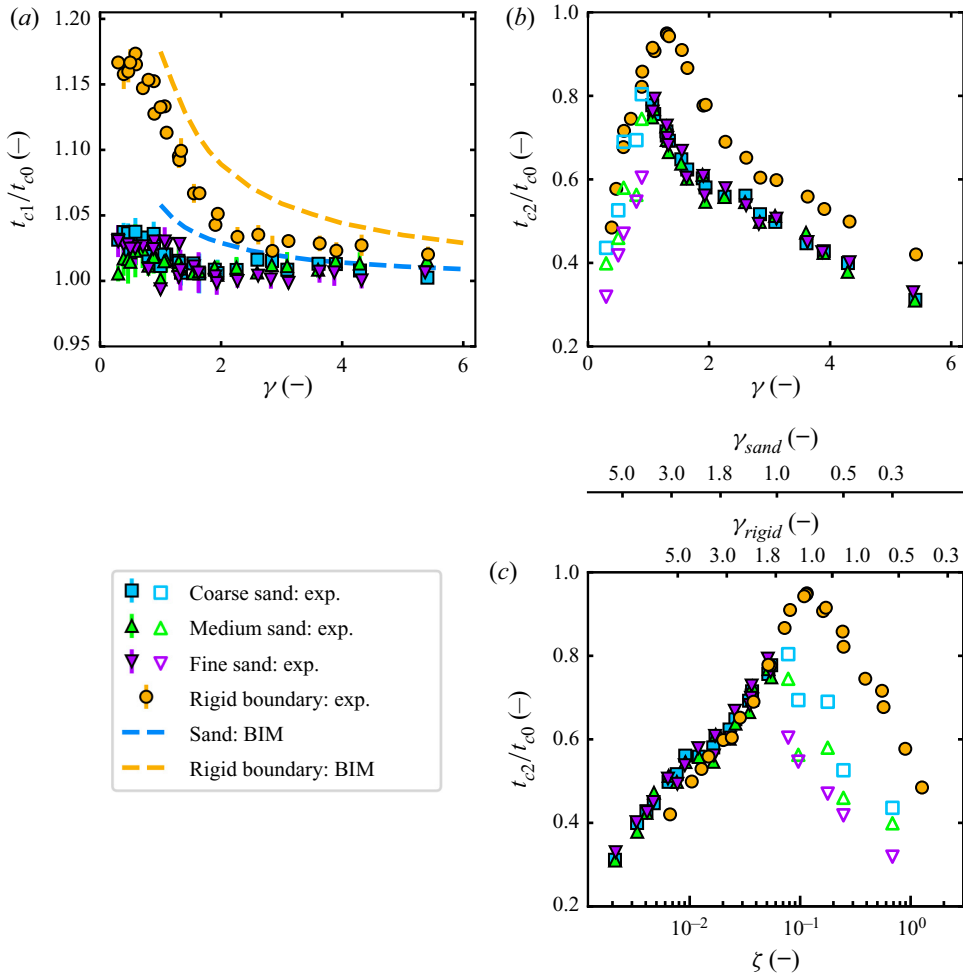 (a)
1.20
1.15
1.10
1.05
1.00
0.95
t_{c1}/t_{c0} (–)
0 2 4 6
γ (–)
(b)
1.0
0.8
0.6
0.4
0.2
t_{c2}/t_{c0} (–)
0 2 4 6
γ (–)
Coarse sand: exp.
Medium sand: exp.
Fine sand: exp.
Rigid boundary: exp.
Sand: BIM
Rigid boundary: BIM
γ_{sand} (–)
5.0 3.0 1.8 1.0 0.5 0.3
γ_{rigid} (–)
5.0 3.0 1.8 1.0 1.0 0.5 0.3
(c)
1.0
0.8
0.6
0.4
0.2
t_{c2}/t_{c0} (–)
10^{–2} 10^{–1} 10^{0}
ζ (–)